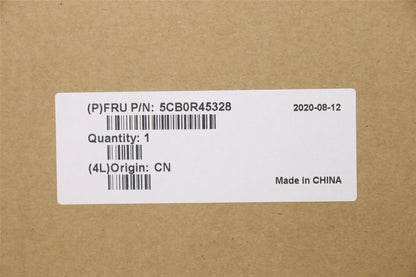 (P)FRU P/N: 5CB0R45328
2020-08-12
Quantity: 1
(4L)Origin: CN
Made in CHINA